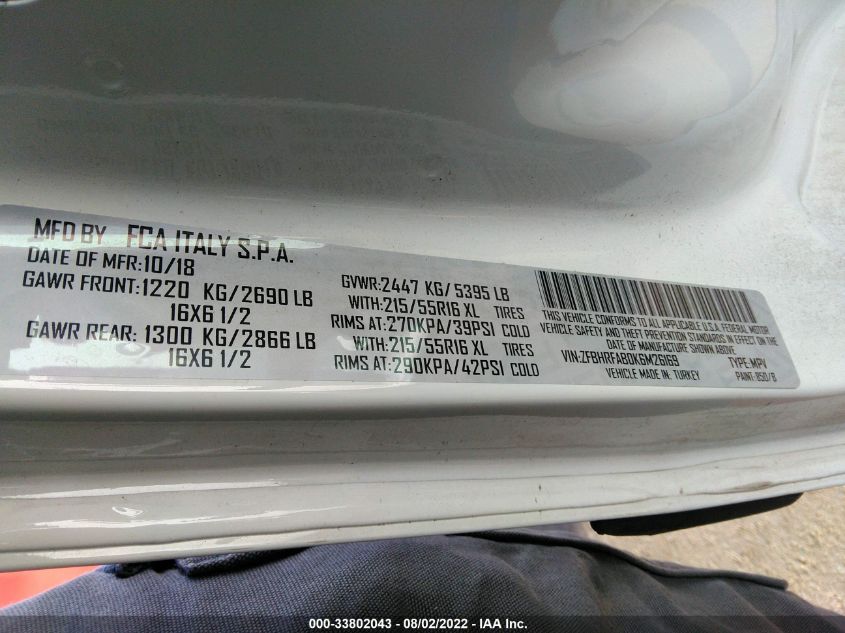 MFD BY FCA ITALY S.P.A.
DATE OF MFR:10/18
GAWR FRONT:1220 KG/2690 LB
16X6 1/2
GAWR REAR: 1300 KG/2866 LB
16X6 1/2
GVWR:2447 KG/ 5395 LB
WITH:215/55R16 XL TIRES
RIMS AT:270KPA/39PSI COLD
WITH:215/55R16 XL TIRES
RIMS AT:290KPA/42PSI COLD
THIS VEHICLE CONFORMS TO ALL APPLICABLE U.S.A. FEDERAL MOTOR
VEHICLE SAFETY AND THEFT PREVENTION STANDARDS IN EFFECT ON THE
DATE OF MANUFACTURE SHOWN ABOVE.
VIN:ZFBHRFAB0K6M26169 TYPE:MPV
VEHICLE MADE IN: TURKEY PAINT: 850/B
000-33802043 - 08/02/2022 - IAA Inc.